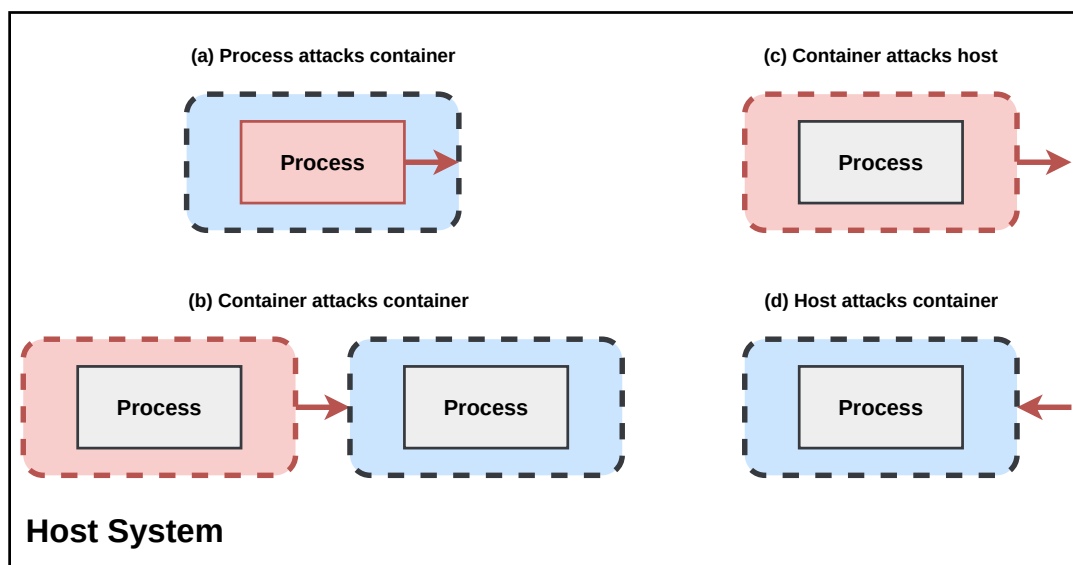 (a) Process attacks container
Process
(c) Container attacks host
Process
(b) Container attacks container
Process
Process
(d) Host attacks container
Process
Host System